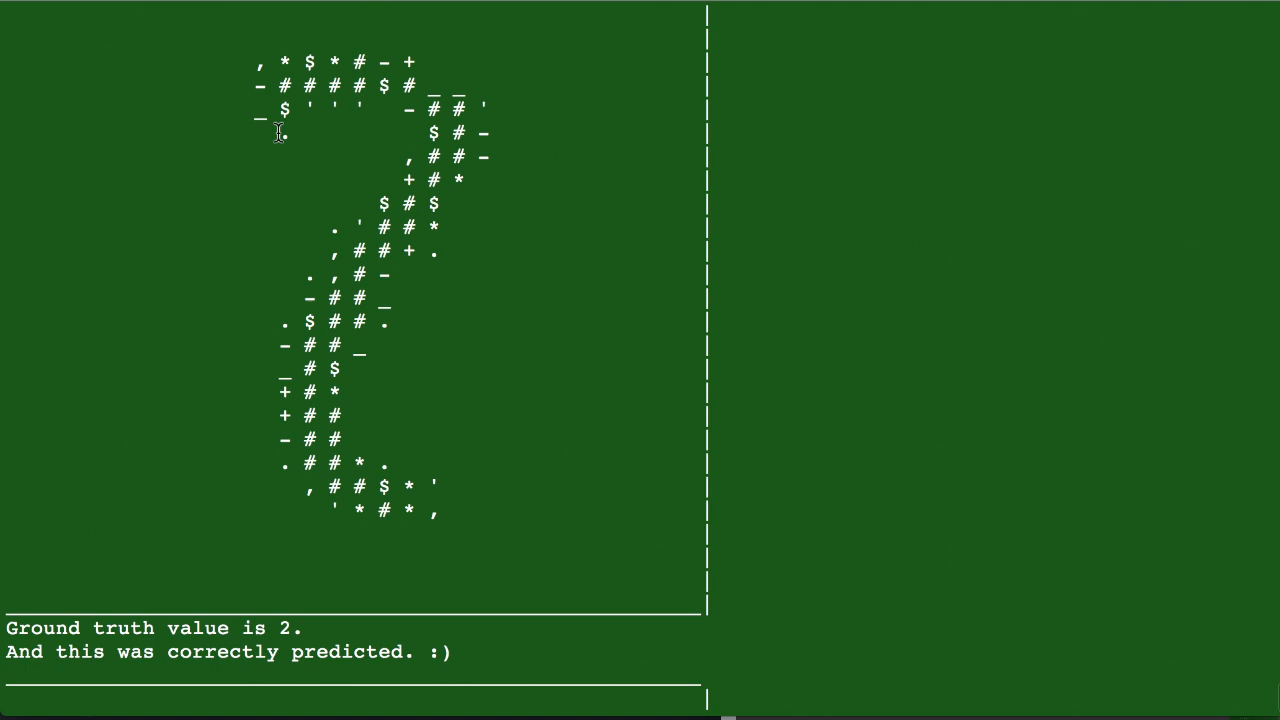 , * $ * # - +
- # # # # $ # _ _
_ $ ' ' ' - # # '
. $ # -
, # # -
+ # *
$ # $
. ' # # *
, # # + .
. , # -
- # # _
. $ # # .
- # # _
_ # $
+ # *
+ # #
- # #
. # # * .
, # # $ * '
' * # * ,
Ground truth value is 2.
And this was correctly predicted. :)